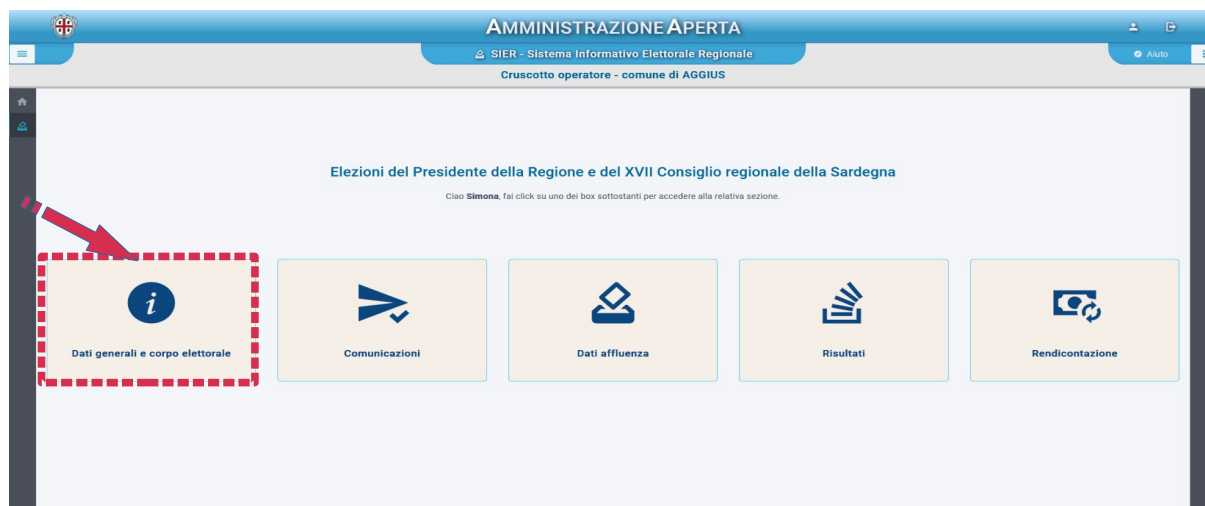 AMMINISTRAZIONE APERTA
SIER - Sistema Informativo Elettorale Regionale
Aiuto
Cruscotto operatore - comune di AGGIUS
Elezioni del Presidente della Regione e del XVII Consiglio regionale della Sardegna
Ciao Simona, fai click su uno dei box sottostanti per accedere alla relativa sezione.
Dati generali e corpo elettorale
Comunicazioni
Dati affluenza
Risultati
Rendicontazione